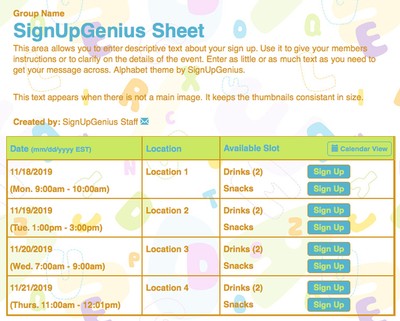 Group Name
SignUpGenius Sheet
This area allows you to enter descriptive text about your sign up. Use it to give your members
instructions or to clarify on the details of the event. Enter as little or as much text as you need to
get your message across. Alphabet theme by SignUpGenius.
This text appears when there is not a main image. It keeps the thumbnails consistant in size.
Created by: SignUpGenius Staff
Date (mm/dd/yyyy EST) Location Available Slot Calendar View
11/18/2019 Location 1 Drinks (2) Sign Up
(Mon. 9:00am - 10:00am) Snacks Sign Up
11/19/2019 Location 2 Drinks (2) Sign Up
(Tue. 1:00pm - 3:00pm) Snacks Sign Up
11/20/2019 Location 3 Drinks (2) Sign Up
(Wed. 7:00am - 9:00am) Snacks Sign Up
11/21/2019 Location 4 Drinks (2) Sign Up
(Thurs. 11:00am - 12:01pm) Snacks Sign Up